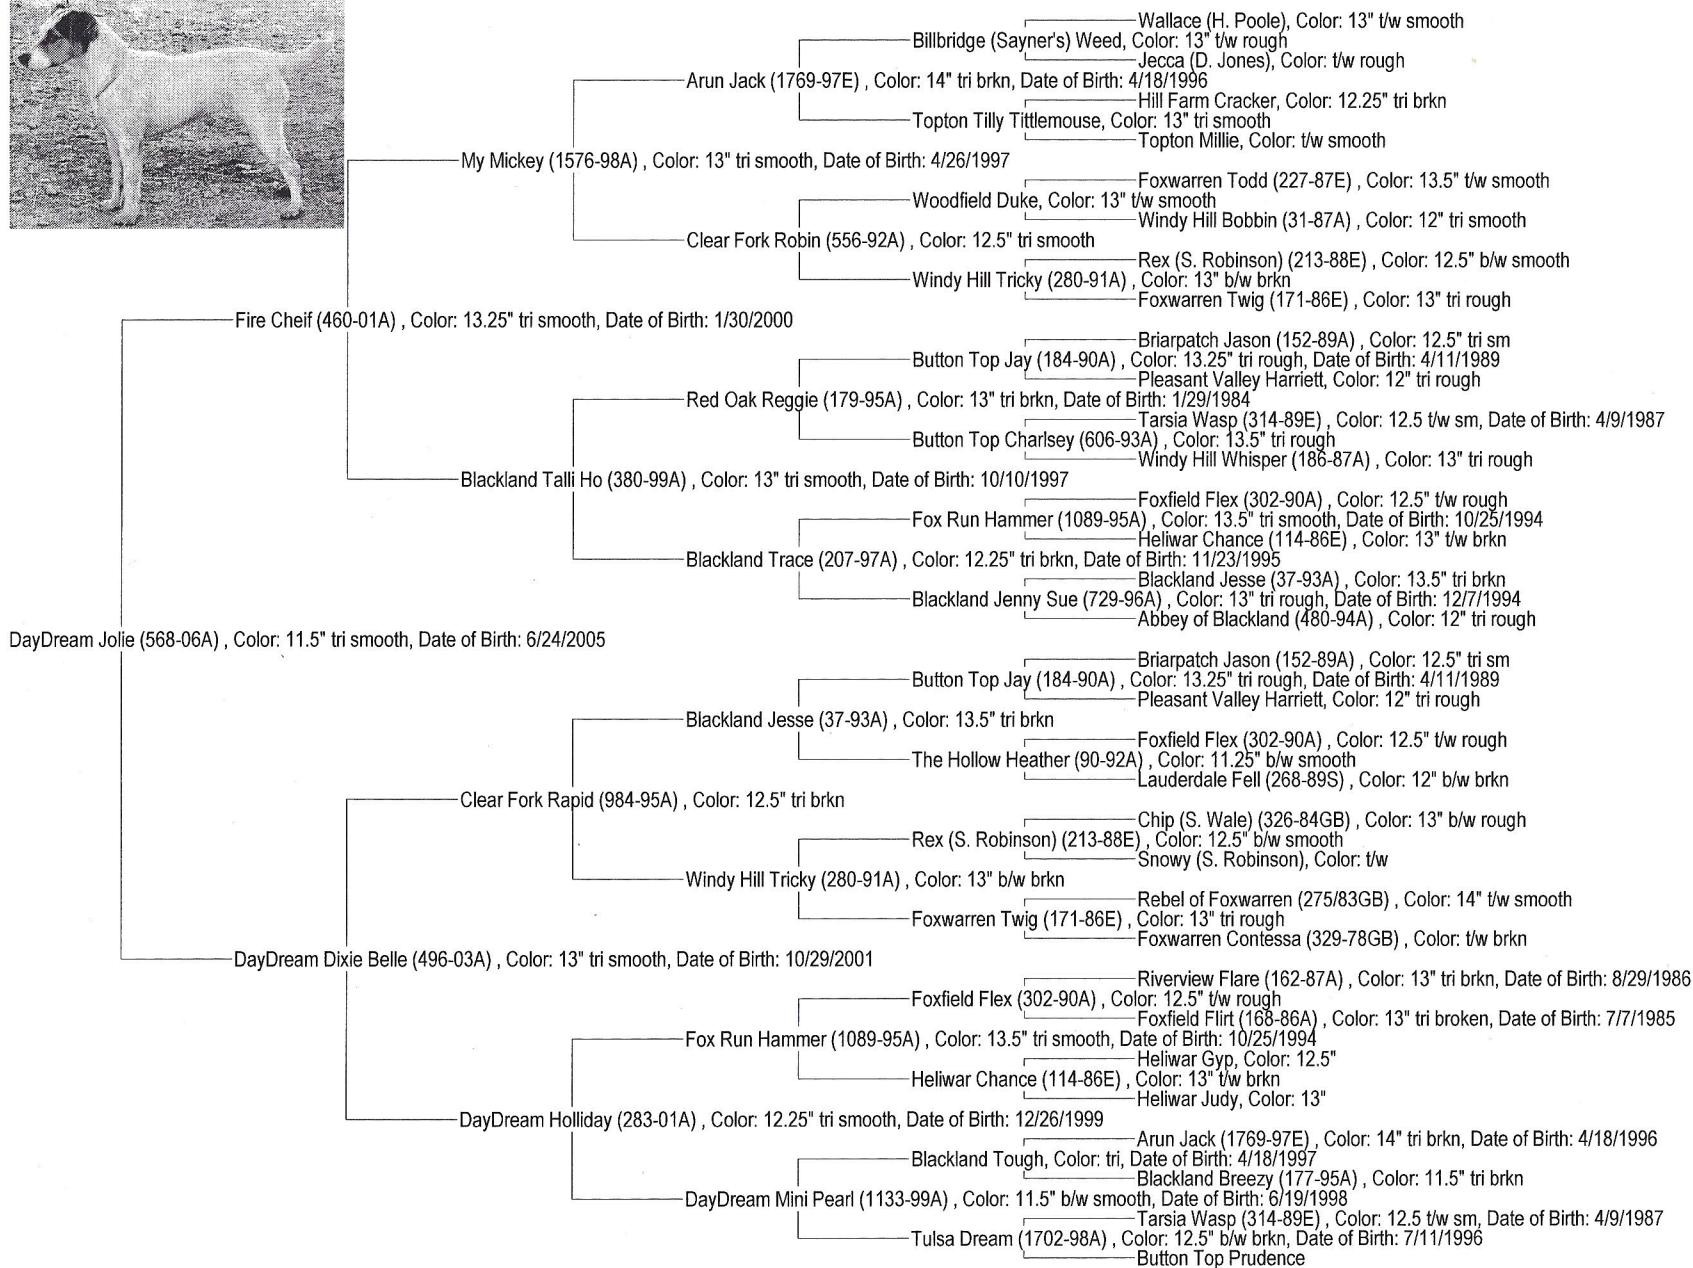 Wallace (H. Poole), Color: 13" t/w smooth
Billbridge (Sayner's) Weed, Color: 13" t/w rough
Jecca (D. Jones), Color: t/w rough
Arun Jack (1769-97E) , Color: 14" tri brkn, Date of Birth: 4/18/1996
Hill Farm Cracker, Color: 12.25" tri brkn
Topton Tilly Tittlemouse, Color: 13" tri smooth
Topton Millie, Color: t/w smooth
My Mickey (1576-98A) , Color: 13" tri smooth, Date of Birth: 4/26/1997
Foxwarren Todd (227-87E) , Color: 13.5" t/w smooth
Woodfield Duke, Color: 13" t/w smooth
Windy Hill Bobbin (31-87A) , Color: 12" tri smooth
Clear Fork Robin (556-92A) , Color: 12.5" tri smooth
Rex (S. Robinson) (213-88E) , Color: 12.5" b/w smooth
Windy Hill Tricky (280-91A) , Color: 13" b/w brkn
Foxwarren Twig (171-86E) , Color: 13" tri rough
Fire Cheif (460-01A) , Color: 13.25" tri smooth, Date of Birth: 1/30/2000
Briarpatch Jason (152-89A) , Color: 12.5" tri sm
Button Top Jay (184-90A) , Color: 13.25" tri rough, Date of Birth: 4/11/1989
Pleasant Valley Harriett, Color: 12" tri rough
Red Oak Reggie (179-95A) , Color: 13" tri brkn, Date of Birth: 1/29/1984
Tarsia Wasp (314-89E) , Color: 12.5 t/w sm, Date of Birth: 4/9/1987
Button Top Charlsey (606-93A) , Color: 13.5" tri rough
Windy Hill Whisper (186-87A) , Color: 13" tri rough
Blackland Talli Ho (380-99A) , Color: 13" tri smooth, Date of Birth: 10/10/1997
Foxfield Flex (302-90A) , Color: 12.5" t/w rough
Fox Run Hammer (1089-95A) , Color: 13.5" tri smooth, Date of Birth: 10/25/1994
Heliwar Chance (114-86E) , Color: 13" t/w brkn
Blackland Trace (207-97A) , Color: 12.25" tri brkn, Date of Birth: 11/23/1995
Blackland Jesse (37-93A) , Color: 13.5" tri brkn
Blackland Jenny Sue (729-96A) , Color: 13" tri rough, Date of Birth: 12/7/1994
Abbey of Blackland (480-94A) , Color: 12" tri rough
DayDream Jolie (568-06A) , Color: 11.5" tri smooth, Date of Birth: 6/24/2005
Briarpatch Jason (152-89A) , Color: 12.5" tri sm
Button Top Jay (184-90A) , Color: 13.25" tri rough, Date of Birth: 4/11/1989
Pleasant Valley Harriett, Color: 12" tri rough
Blackland Jesse (37-93A) , Color: 13.5" tri brkn
Foxfield Flex (302-90A) , Color: 12.5" t/w rough
The Hollow Heather (90-92A) , Color: 11.25" b/w smooth
Lauderdale Fell (268-89S) , Color: 12" b/w brkn
Clear Fork Rapid (984-95A) , Color: 12.5" tri brkn
Chip (S. Wale) (326-84GB) , Color: 13" b/w rough
Rex (S. Robinson) (213-88E) , Color: 12.5" b/w smooth
Snowy (S. Robinson), Color: t/w
Windy Hill Tricky (280-91A) , Color: 13" b/w brkn
Rebel of Foxwarren (275/83GB) , Color: 14" t/w smooth
Foxwarren Twig (171-86E) , Color: 13" tri rough
Foxwarren Contessa (329-78GB) , Color: t/w brkn
DayDream Dixie Belle (496-03A) , Color: 13" tri smooth, Date of Birth: 10/29/2001
Riverview Flare (162-87A) , Color: 13" tri brkn, Date of Birth: 8/29/1986
Foxfield Flex (302-90A) , Color: 12.5" t/w rough
Foxfield Flirt (168-86A) , Color: 13" tri broken, Date of Birth: 7/7/1985
Fox Run Hammer (1089-95A) , Color: 13.5" tri smooth, Date of Birth: 10/25/1994
Heliwar Gyp, Color: 12.5"
Heliwar Chance (114-86E) , Color: 13" t/w brkn
Heliwar Judy, Color: 13"
DayDream Holliday (283-01A) , Color: 12.25" tri smooth, Date of Birth: 12/26/1999
Arun Jack (1769-97E) , Color: 14" tri brkn, Date of Birth: 4/18/1996
Blackland Tough, Color: tri, Date of Birth: 4/18/1997
Blackland Breezy (177-95A) , Color: 11.5" tri brkn
DayDream Mini Pearl (1133-99A) , Color: 11.5" b/w smooth, Date of Birth: 6/19/1998
Tarsia Wasp (314-89E) , Color: 12.5 t/w sm, Date of Birth: 4/9/1987
Tulsa Dream (1702-98A) , Color: 12.5" b/w brkn, Date of Birth: 7/11/1996
Button Top Prudence